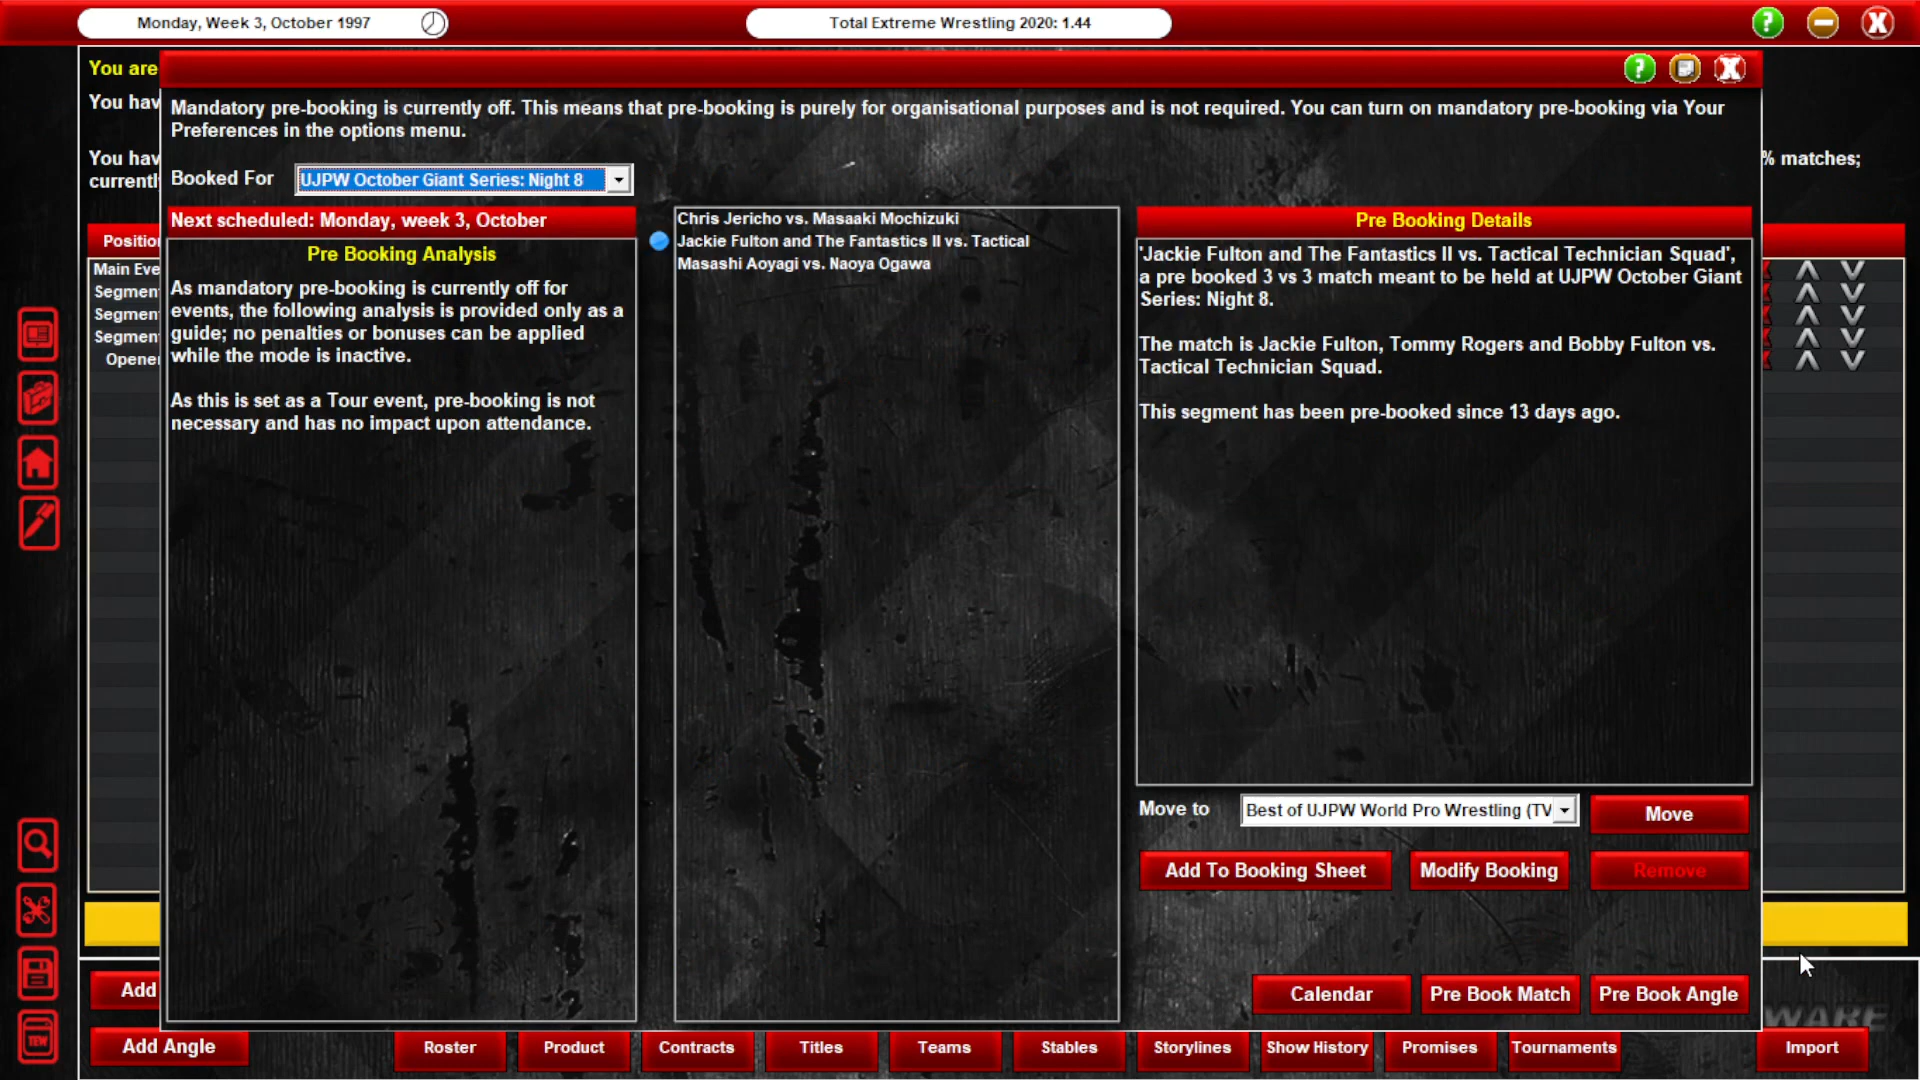 Monday, Week 3, October 1997
Total Extreme Wrestling 2020: 1.44
You are
You hav
Mandatory pre-booking is currently off. This means that pre-booking is purely for organisational purposes and is not required. You can turn on mandatory pre-booking via Your
Preferences in the options menu.
You hav
% matches;
currentl
Booked For
UJPW October Giant Series: Night 8
Next scheduled: Monday, week 3, October
Pre Booking Analysis
As mandatory pre-booking is currently off for
events, the following analysis is provided only as a
guide; no penalties or bonuses can be applied
while the mode is inactive.
As this is set as a Tour event, pre-booking is not
necessary and has no impact upon attendance.
Chris Jericho vs. Masaaki Mochizuki
Jackie Fulton and The Fantastics II vs. Tactical
Masashi Aoyagi vs. Naoya Ogawa
Pre Booking Details
'Jackie Fulton and The Fantastics II vs. Tactical Technician Squad',
a pre booked 3 vs 3 match meant to be held at UJPW October Giant
Series: Night 8.
The match is Jackie Fulton, Tommy Rogers and Bobby Fulton vs.
Tactical Technician Squad.
This segment has been pre-booked since 13 days ago.
Positio
Main Eve
Segmen
Segmen
Segmen
Opene
Move to
Best of UJPW World Pro Wrestling (TV
Move
Add To Booking Sheet
Modify Booking
Remove
Calendar
Pre Book Match
Pre Book Angle
Add
WARE
TEW
Add Angle
Roster
Product
Contracts
Titles
Teams
Stables
Storylines
Show History
Promises
Tournaments
Import